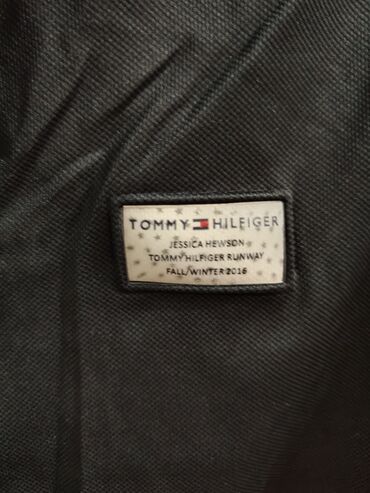 TOMMY HILFIGER
JESSICA HEWSON
TOMMY HILFIGER RUNWAY
FALL/WINTER 2016